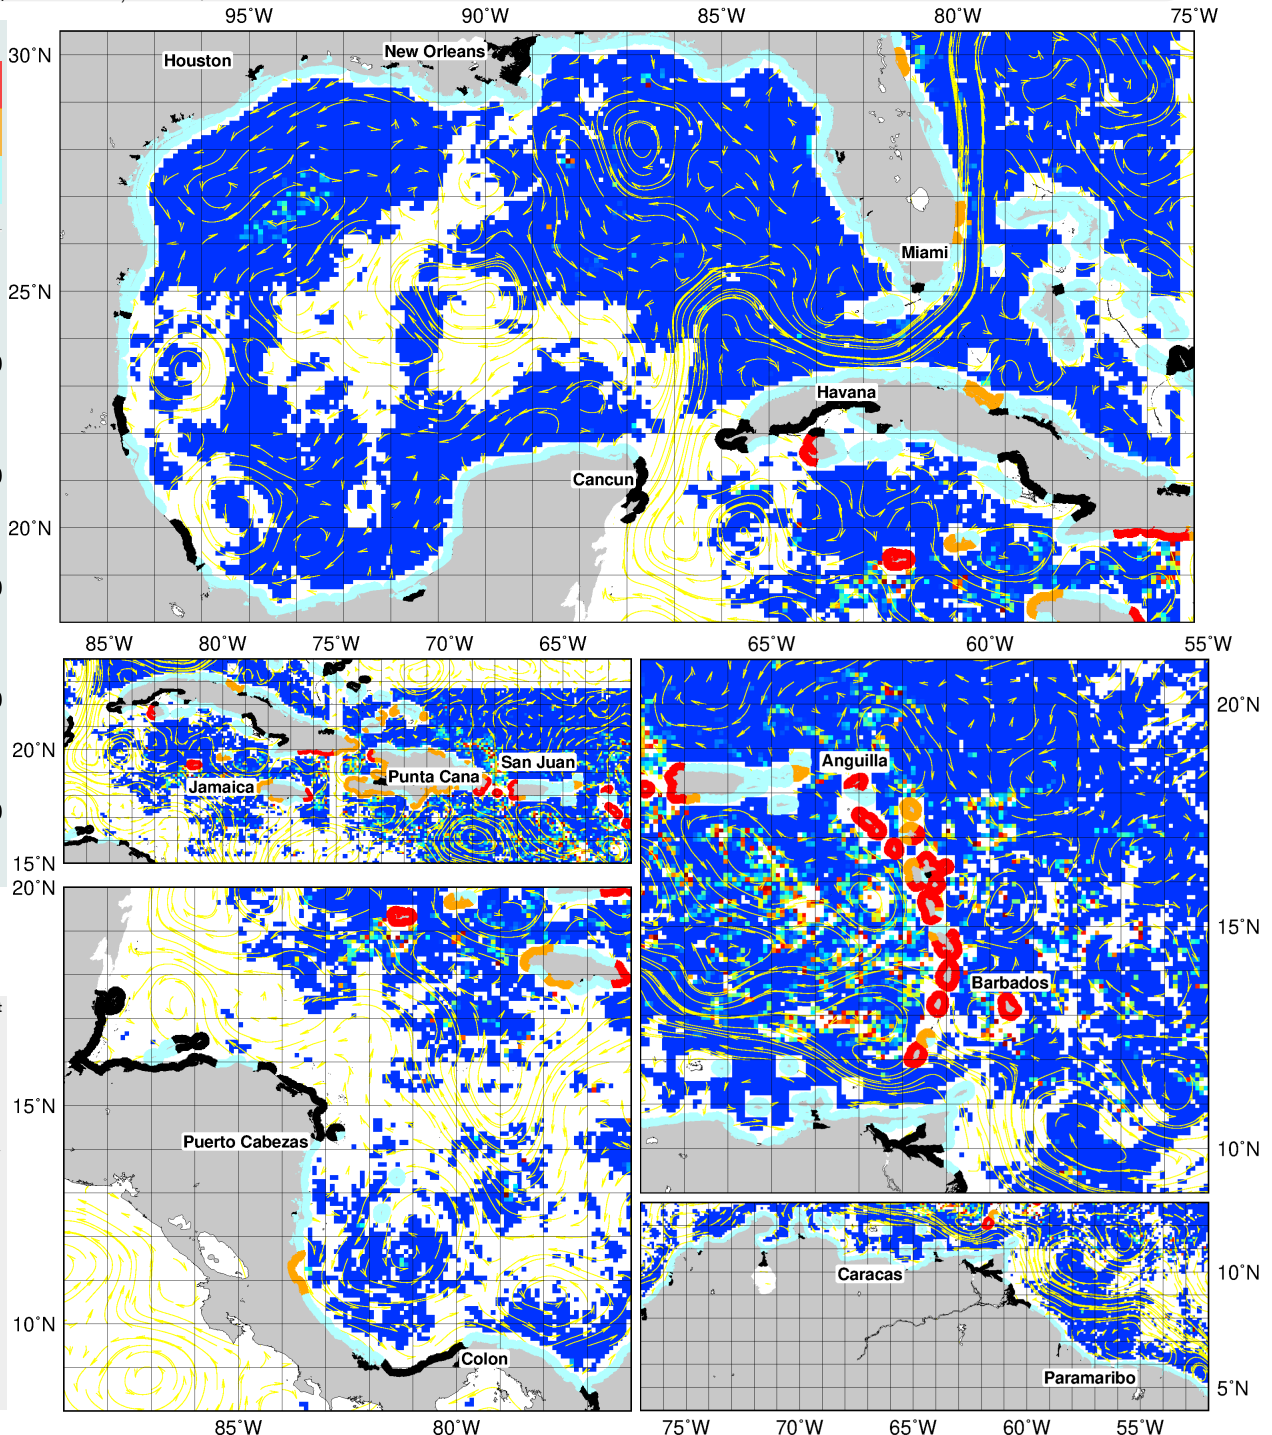 95°W 90°W 85°W 80°W 75°W
30°N
Houston
New Orleans
Miami
25°N
Havana
Cancun
20°N
85°W 80°W 75°W 70°W 65°W
65°W 60°W 55°W
20°N
San Juan
Punta Cana
Jamaica
15°N
20°N
Anguilla
15°N
Barbados
10°N
20°N
15°N
Puerto Cabezas
10°N
Colon
85°W 80°W
Caracas
10°N
Paramaribo
5°N
75°W 70°W 65°W 60°W 55°W